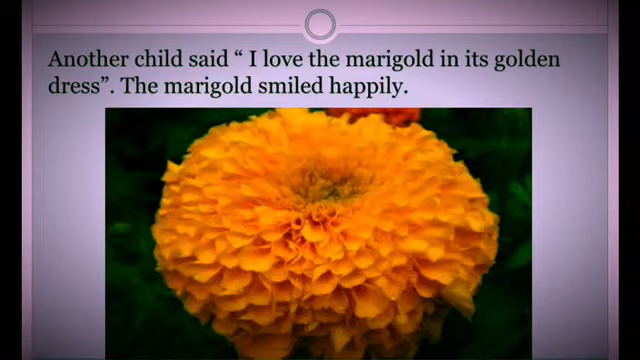 Another child said “ I love the marigold in its golden
dress”. The marigold smiled happily.